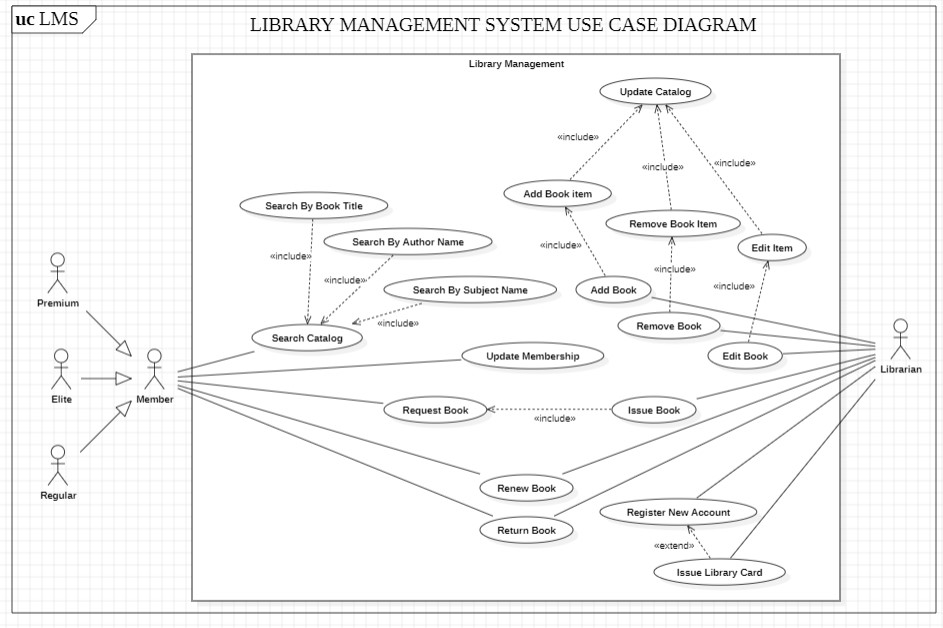 uc LMS
LIBRARY MANAGEMENT SYSTEM USE CASE DIAGRAM
Library Management
Update Catalog
«include»
«include»
«include»
Add Book item
Search By Book Title
Remove Book Item
Search By Author Name
Edit Item
«include»
«include»
«include»
«include»
«include»
Search By Subject Name
Add Book
Premium
«include»
Remove Book
Search Catalog
Update Membership
Edit Book
Librarian
Elite
Member
Request Book
Issue Book
«include»
Renew Book
Regular
Register New Account
Return Book
«extend»
Issue Library Card